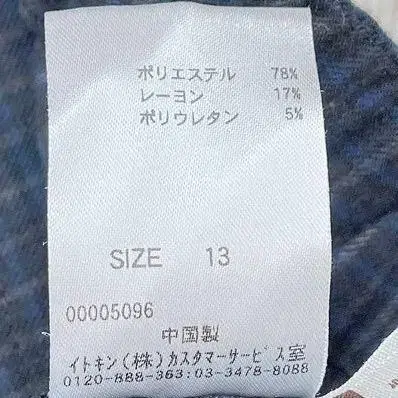 ポリエステル 78%
レーヨン 17%
ポリウレタン 5%
SIZE 13
00005096
中国製
イトキン(株)カスタマーサービス室
0120-888-363:03-3478-8088